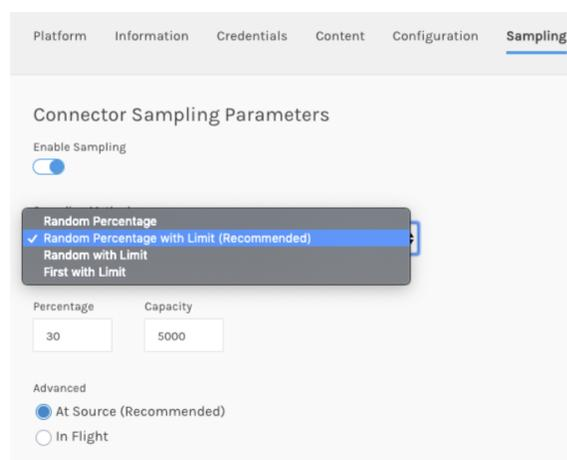 Platform Information Credentials Content Configuration Sampling
Connector Sampling Parameters
Enable Sampling
Random Percentage
✓ Random Percentage with Limit (Recommended)
Random with Limit
First with Limit
Percentage Capacity
30 5000
Advanced
At Source (Recommended)
In Flight